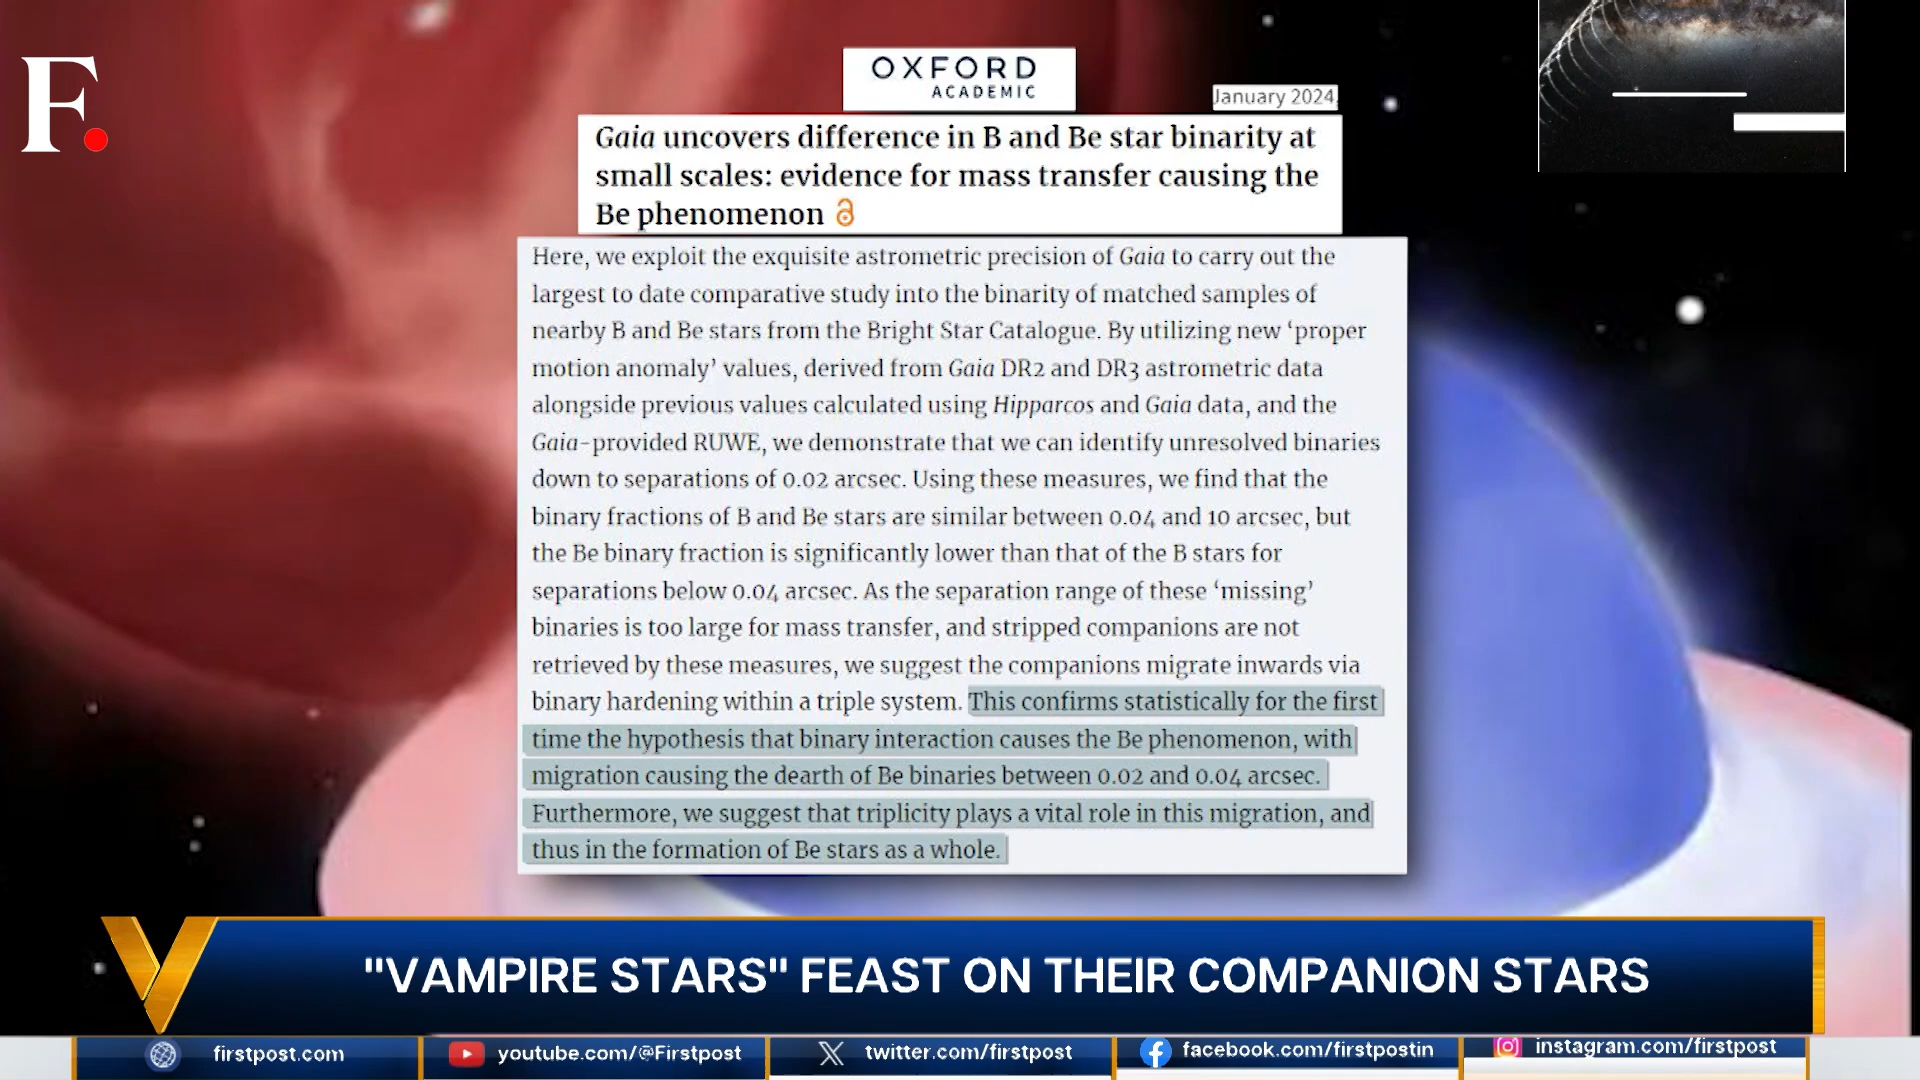 F.
OXFORD
ACADEMIC
January 2024
Gaia uncovers difference in B and Be star binarity at
small scales: evidence for mass transfer causing the
Be phenomenon
Here, we exploit the exquisite astrometric precision of Gaia to carry out the
largest to date comparative study into the binarity of matched samples of
nearby B and Be stars from the Bright Star Catalogue. By utilizing new ‘proper
motion anomaly’ values, derived from Gaia DR2 and DR3 astrometric data
alongside previous values calculated using Hipparcos and Gaia data, and the
Gaia-provided RUWE, we demonstrate that we can identify unresolved binaries
down to separations of 0.02 arcsec. Using these measures, we find that the
binary fractions of B and Be stars are similar between 0.04 and 10 arcsec, but
the Be binary fraction is significantly lower than that of the B stars for
separations below 0.04 arcsec. As the separation range of these ‘missing’
binaries is too large for mass transfer, and stripped companions are not
retrieved by these measures, we suggest the companions migrate inwards via
binary hardening within a triple system. This confirms statistically for the first
time the hypothesis that binary interaction causes the Be phenomenon, with
migration causing the dearth of Be binaries between 0.02 and 0.04 arcsec.
Furthermore, we suggest that triplicity plays a vital role in this migration, and
thus in the formation of Be stars as a whole.
"VAMPIRE STARS" FEAST ON THEIR COMPANION STARS
firstpost.com
youtube.com/@Firstpost
twitter.com/firstpost
facebook.com/firstpostin
instagram.com/firstpost